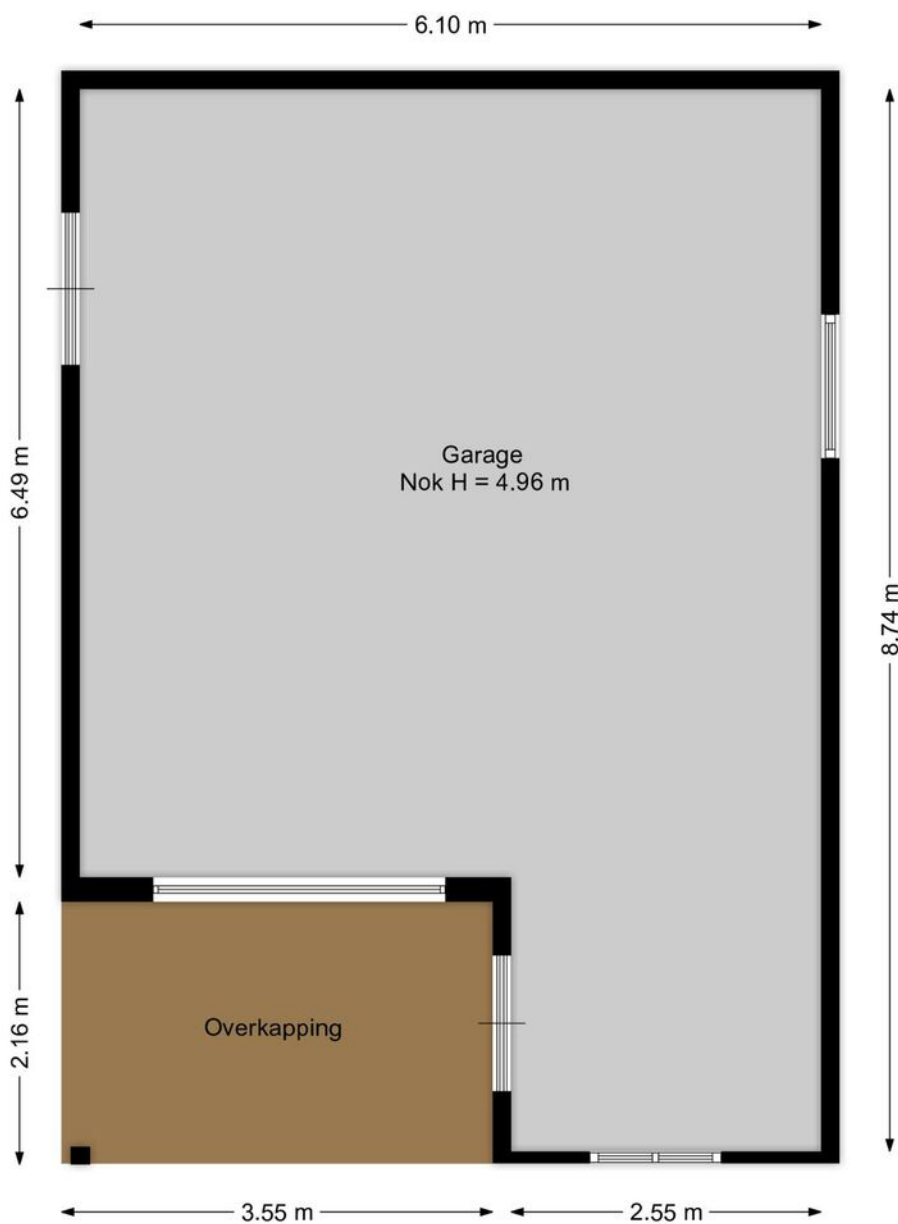 6.10 m
6.49 m
Garage
Nok H = 4.96 m
8.74 m
Overkapping
2.16 m
3.55 m
2.55 m